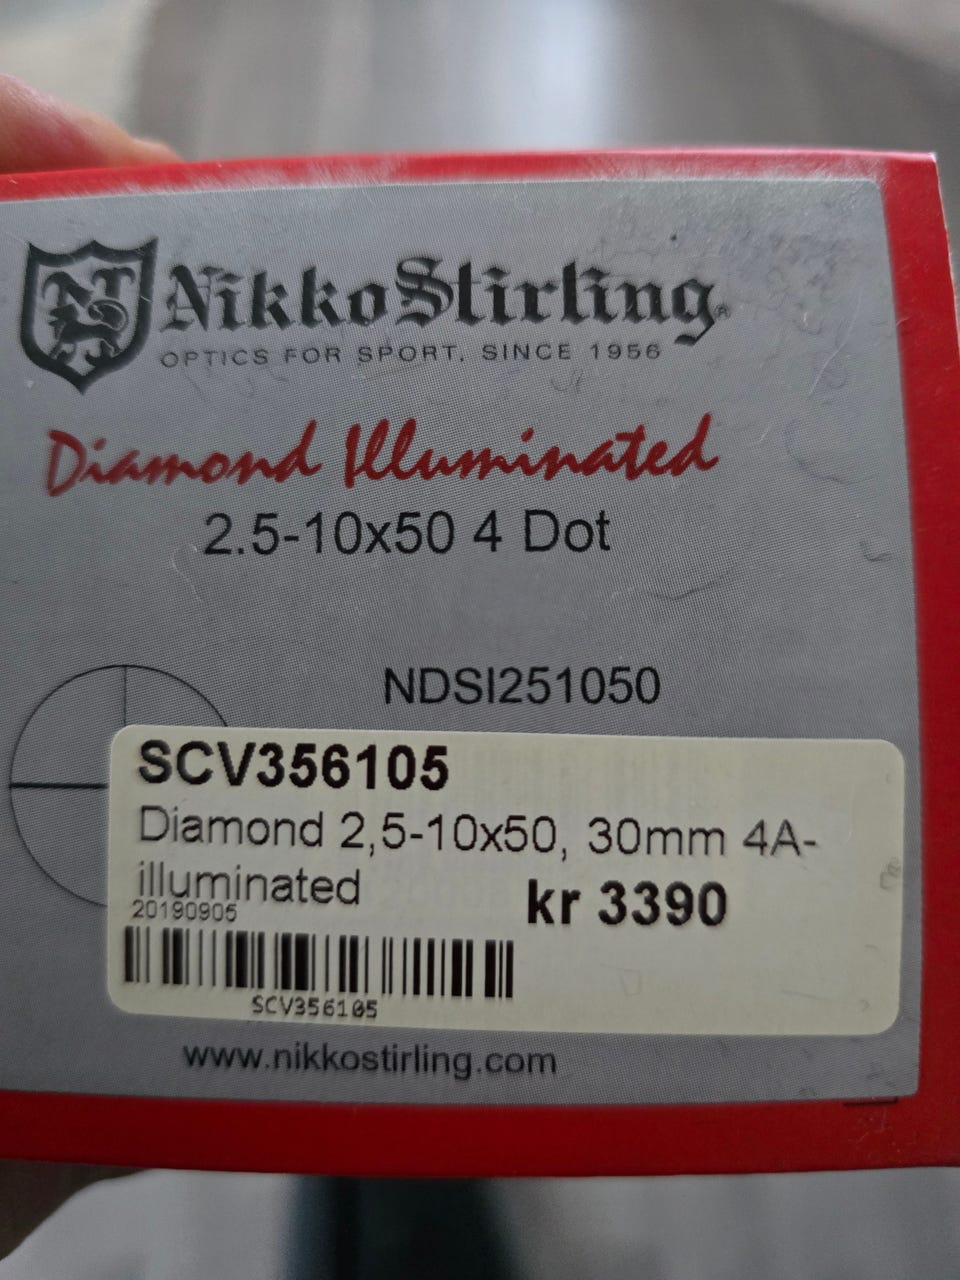 NikkoStirling®
OPTICS FOR SPORT. SINCE 1956
Diamond Illuminated
2.5-10x50 4 Dot
NDSI251050
SCV356105
Diamond 2,5-10x50, 30mm 4A-
illuminated
20190905
kr 3390
SCV356105
www.nikkostirling.com